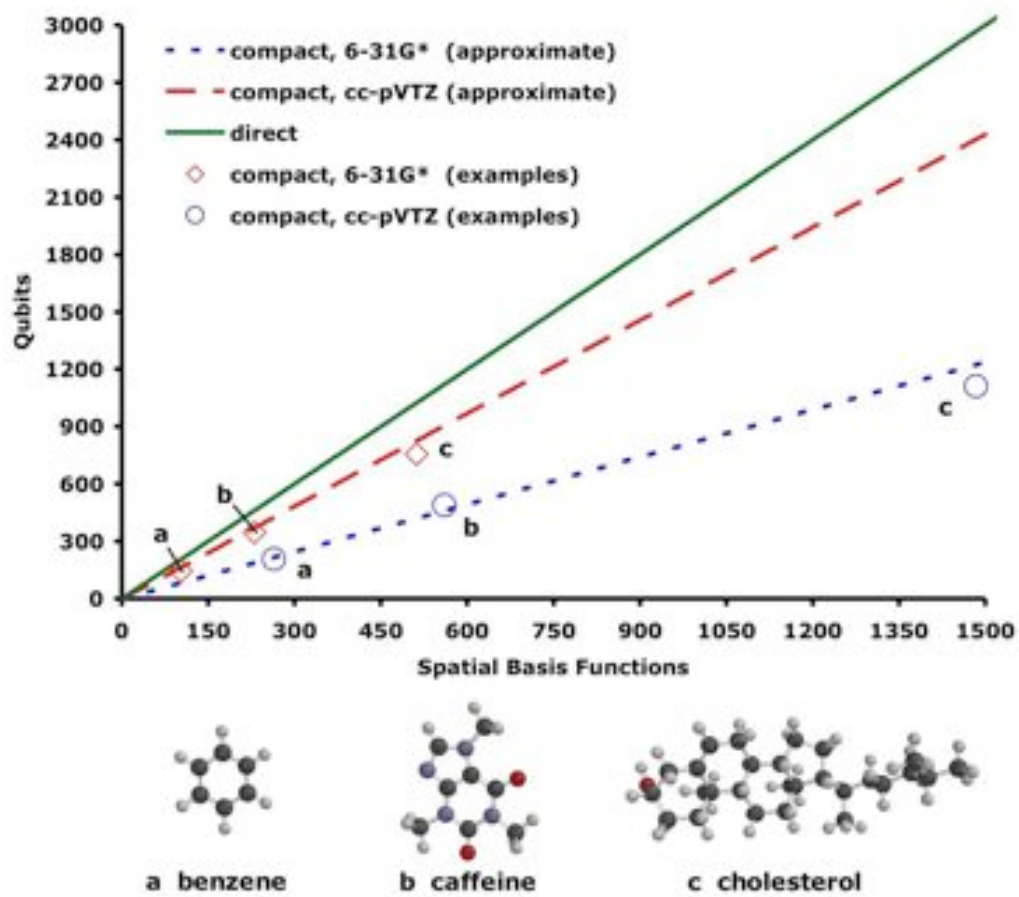 3000
2700
2400
2100
1800
1500
1200
900
600
300
0
Qubits
compact, 6-31G* (approximate)
compact, cc-pVTZ (approximate)
direct
compact, 6-31G* (examples)
compact, cc-pVTZ (examples)
a
b
c
a
b
c
0 150 300 450 600 750 900 1050 1200 1350 1500
Spatial Basis Functions
a benzene b caffeine c cholesterol